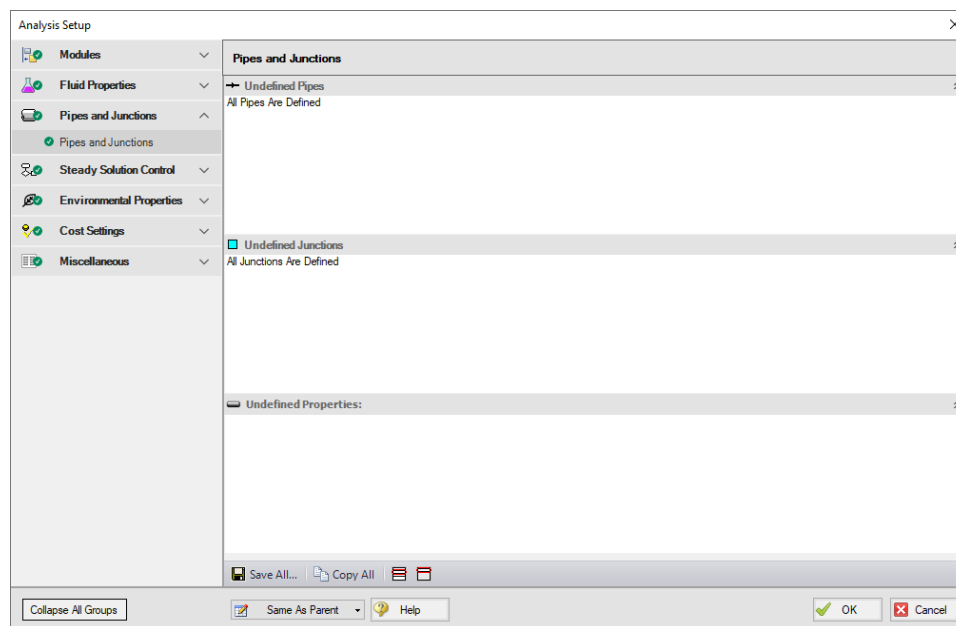 Analysis Setup
Modules
Fluid Properties
Pipes and Junctions
Pipes and Junctions
Steady Solution Control
Environmental Properties
Cost Settings
Miscellaneous
Pipes and Junctions
Undefined Pipes
All Pipes Are Defined
Undefined Junctions
All Junctions Are Defined
Undefined Properties:
Save All...
Copy All
Collapse All Groups
Same As Parent
Help
OK
Cancel